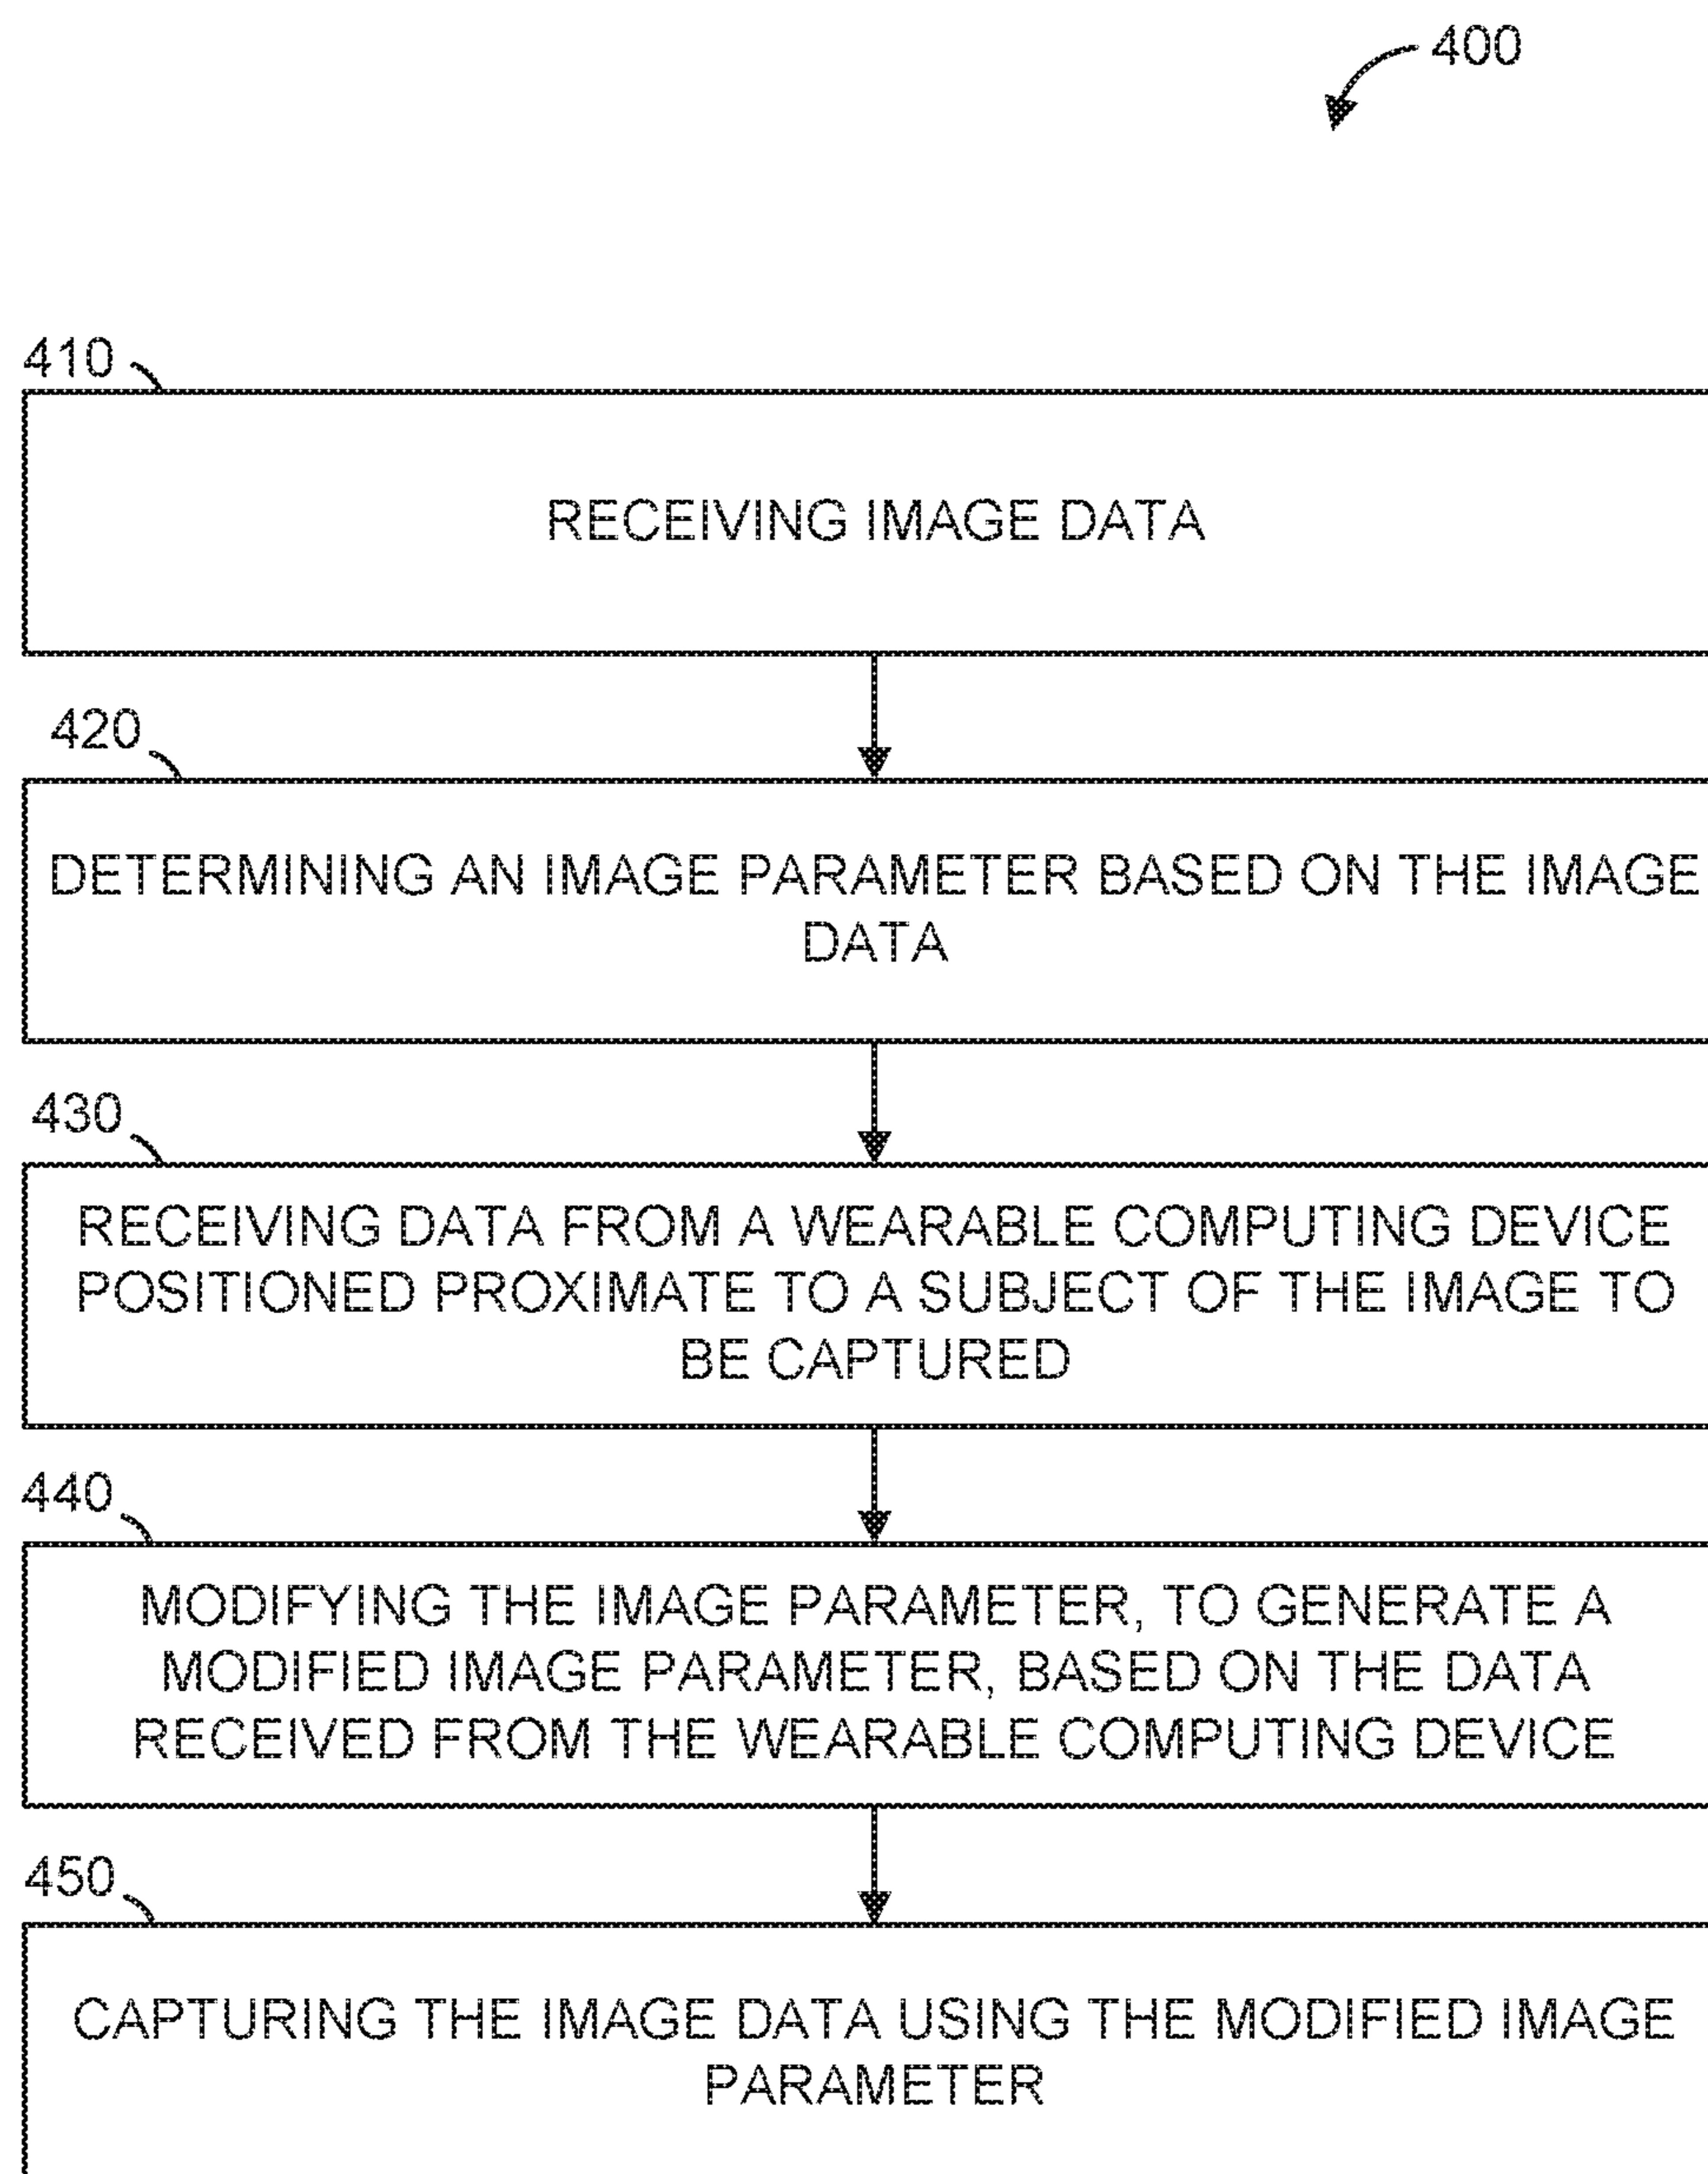 400
410
RECEIVING IMAGE DATA
420
DETERMINING AN IMAGE PARAMETER BASED ON THE IMAGE
DATA
430
RECEIVING DATA FROM A WEARABLE COMPUTING DEVICE
POSITIONED PROXIMATE TO A SUBJECT OF THE IMAGE TO
BE CAPTURED
440
MODIFYING THE IMAGE PARAMETER, TO GENERATE A
MODIFIED IMAGE PARAMETER, BASED ON THE DATA
RECEIVED FROM THE WEARABLE COMPUTING DEVICE
450
CAPTURING THE IMAGE DATA USING THE MODIFIED IMAGE
PARAMETER